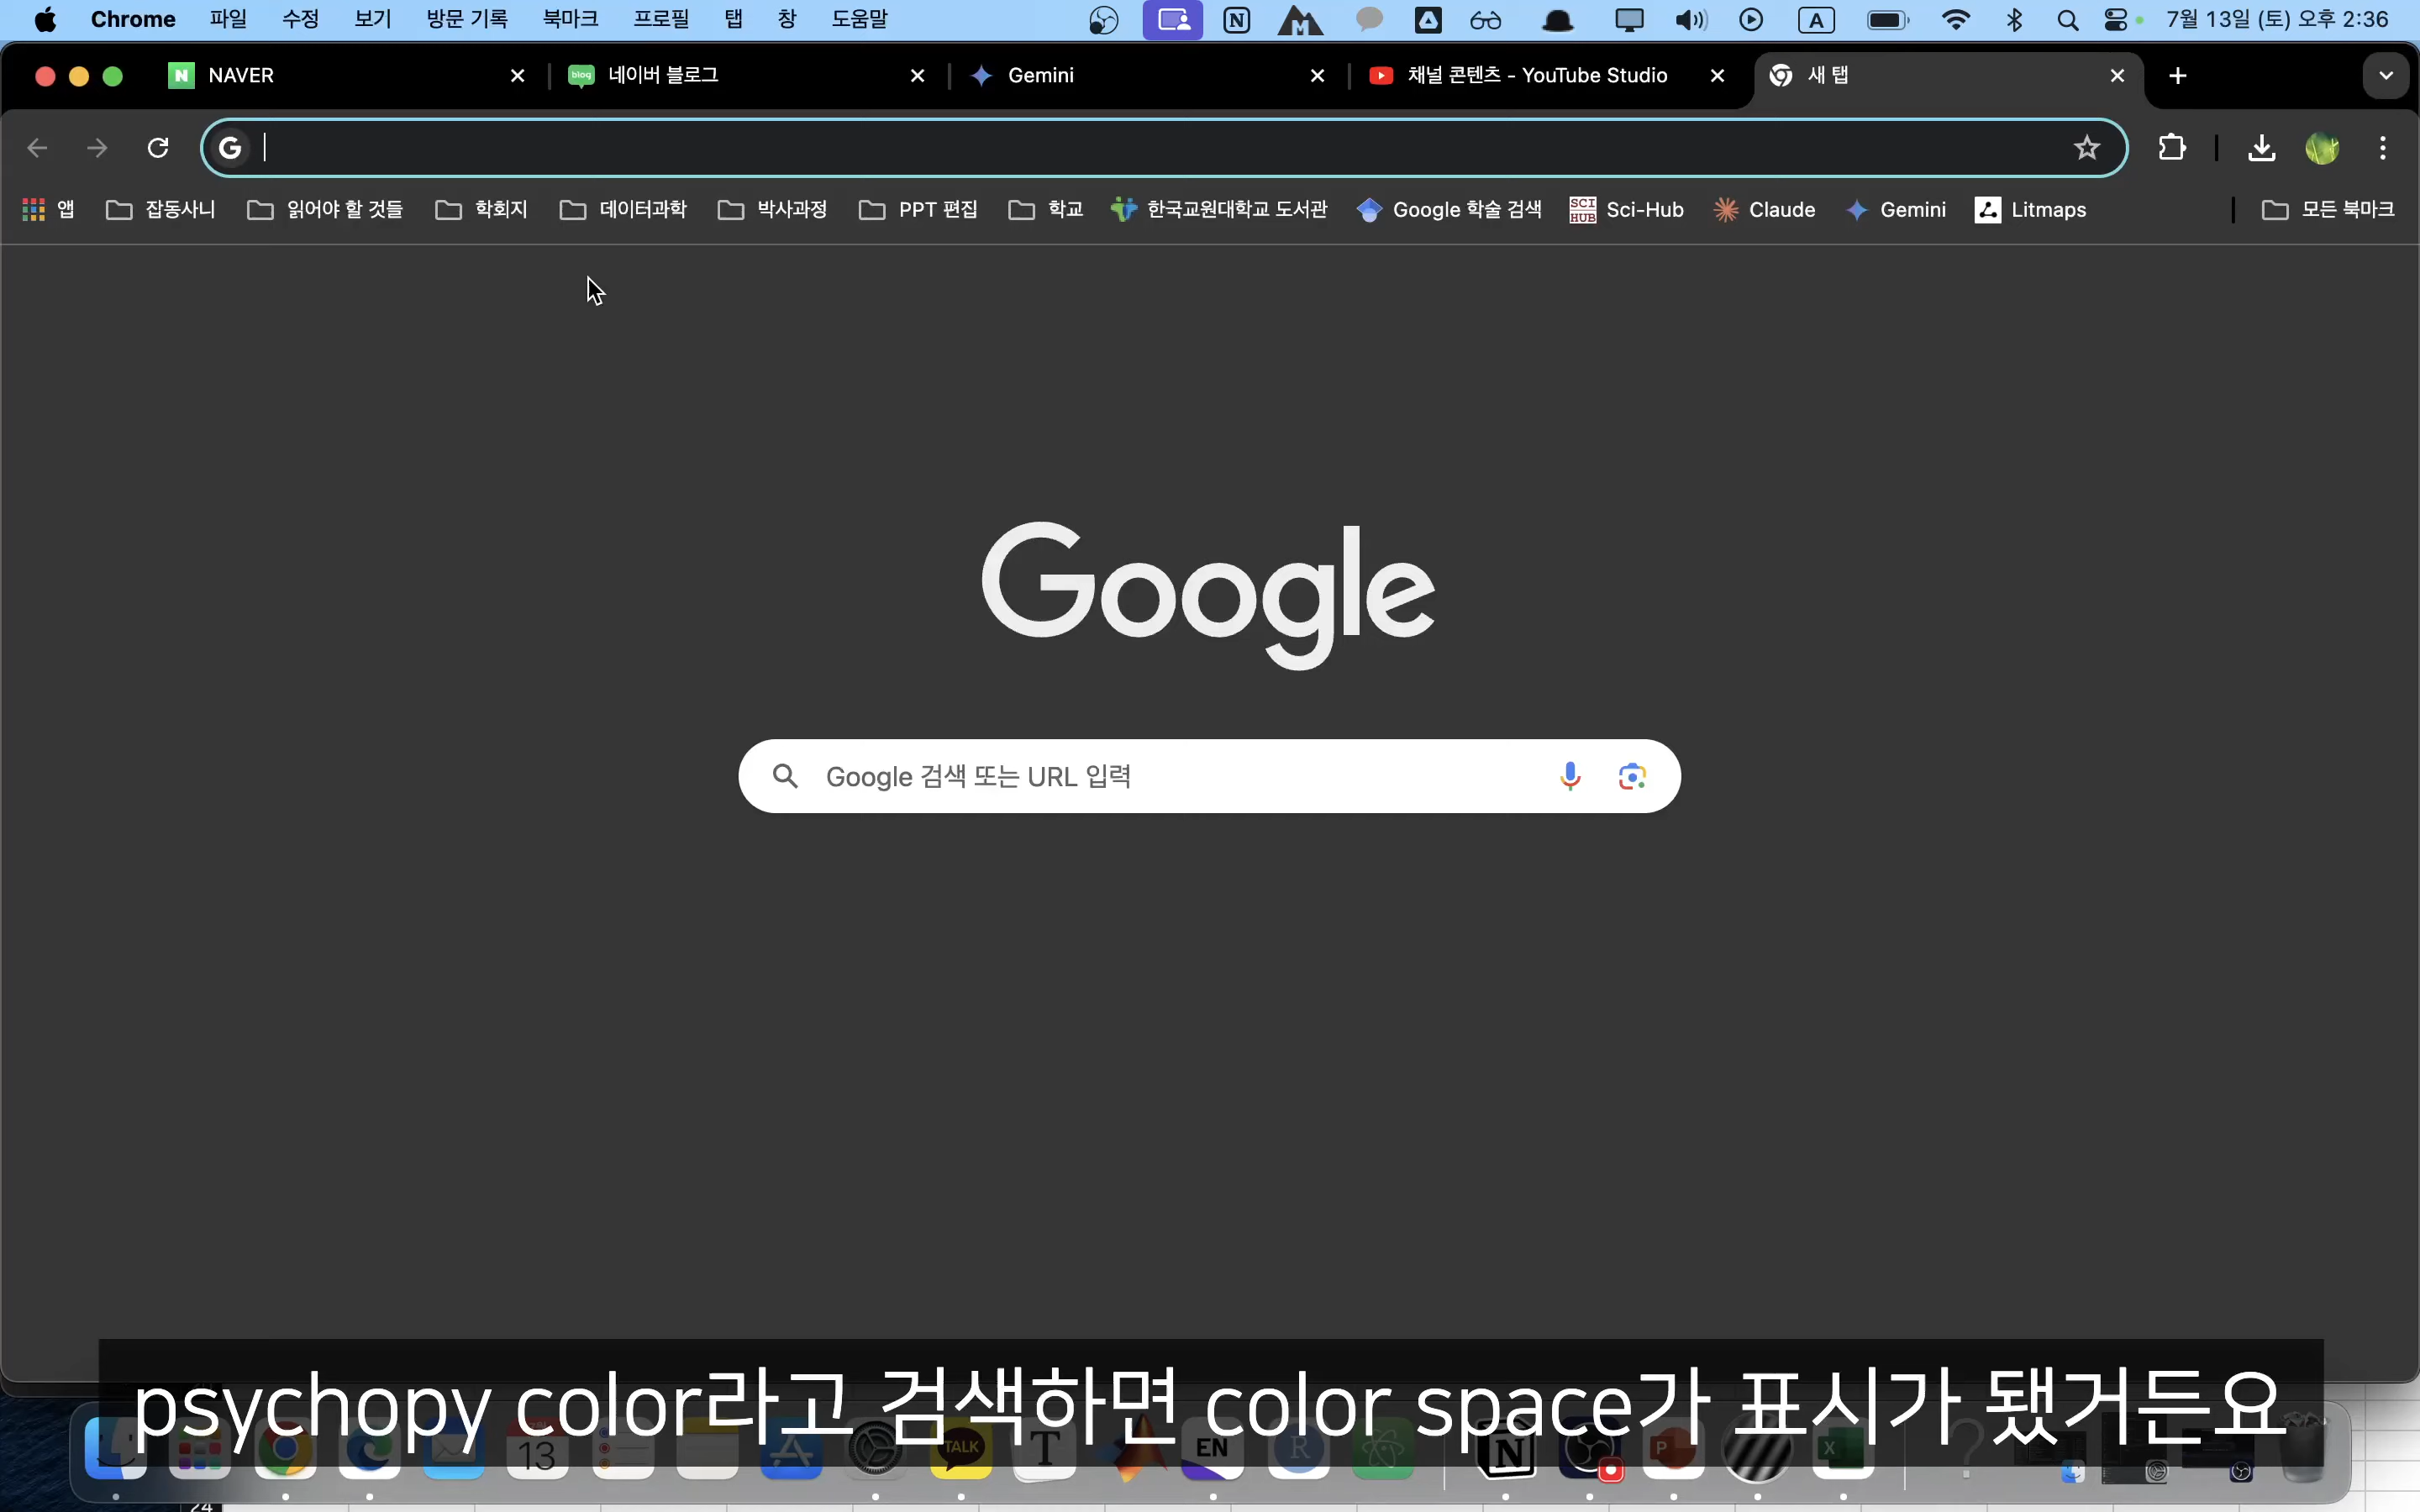 Chrome 파일 수정 보기 방문 기록 북마크 프로필 탭 창 도움말 A 7월 13일 (토) 오후 2:36
N NAVER blog 네이버 블로그 Gemini 채널 콘텐츠 - YouTube Studio 새 탭
G
앱 잡동사니 읽어야 할 것들 학회지 데이터과학 박사과정 PPT 편집 학교 한국교원대학교 도서관 Google 학술 검색 SCI HUB Sci-Hub Claude Gemini Litmaps 모든 북마크
Google
Google 검색 또는 URL 입력
psychopy color라고 검색하면 color space가 표시가 됐거든요
13 TALK T EN R N P X
24